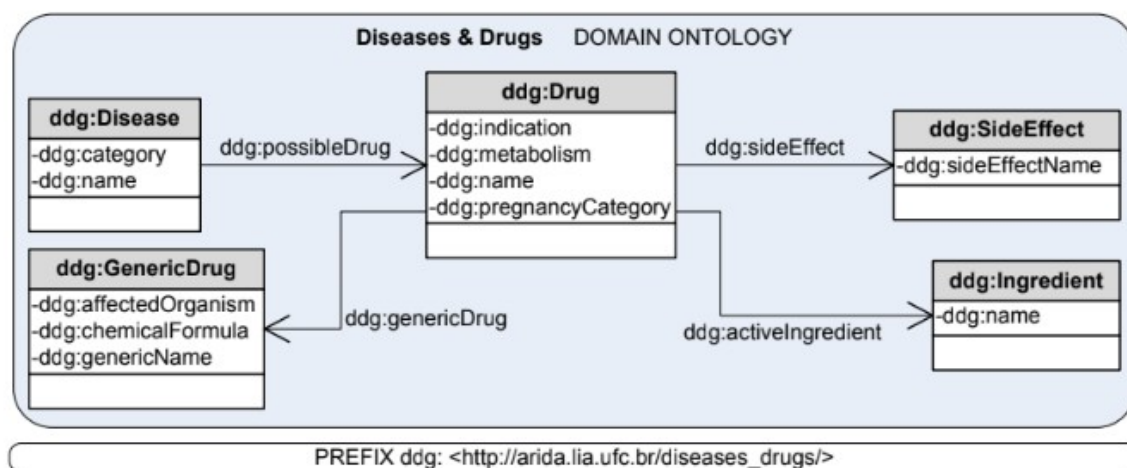 Diseases & Drugs DOMAIN ONTOLOGY
ddg:Disease
-ddg:category
-ddg:name
ddg:possibleDrug
ddg:Drug
-ddg:indication
-ddg:metabolism
-ddg:name
-ddg:pregnancyCategory
ddg:sideEffect
ddg:SideEffect
-ddg:sideEffectName
ddg:GenericDrug
-ddg:affectedOrganism
-ddg:chemicalFormula
-ddg:genericName
ddg:genericDrug
ddg:activeIngredient
ddg:Ingredient
-ddg:name
PREFIX ddg: <http://arida.lia.ufc.br/diseases_drugs/>